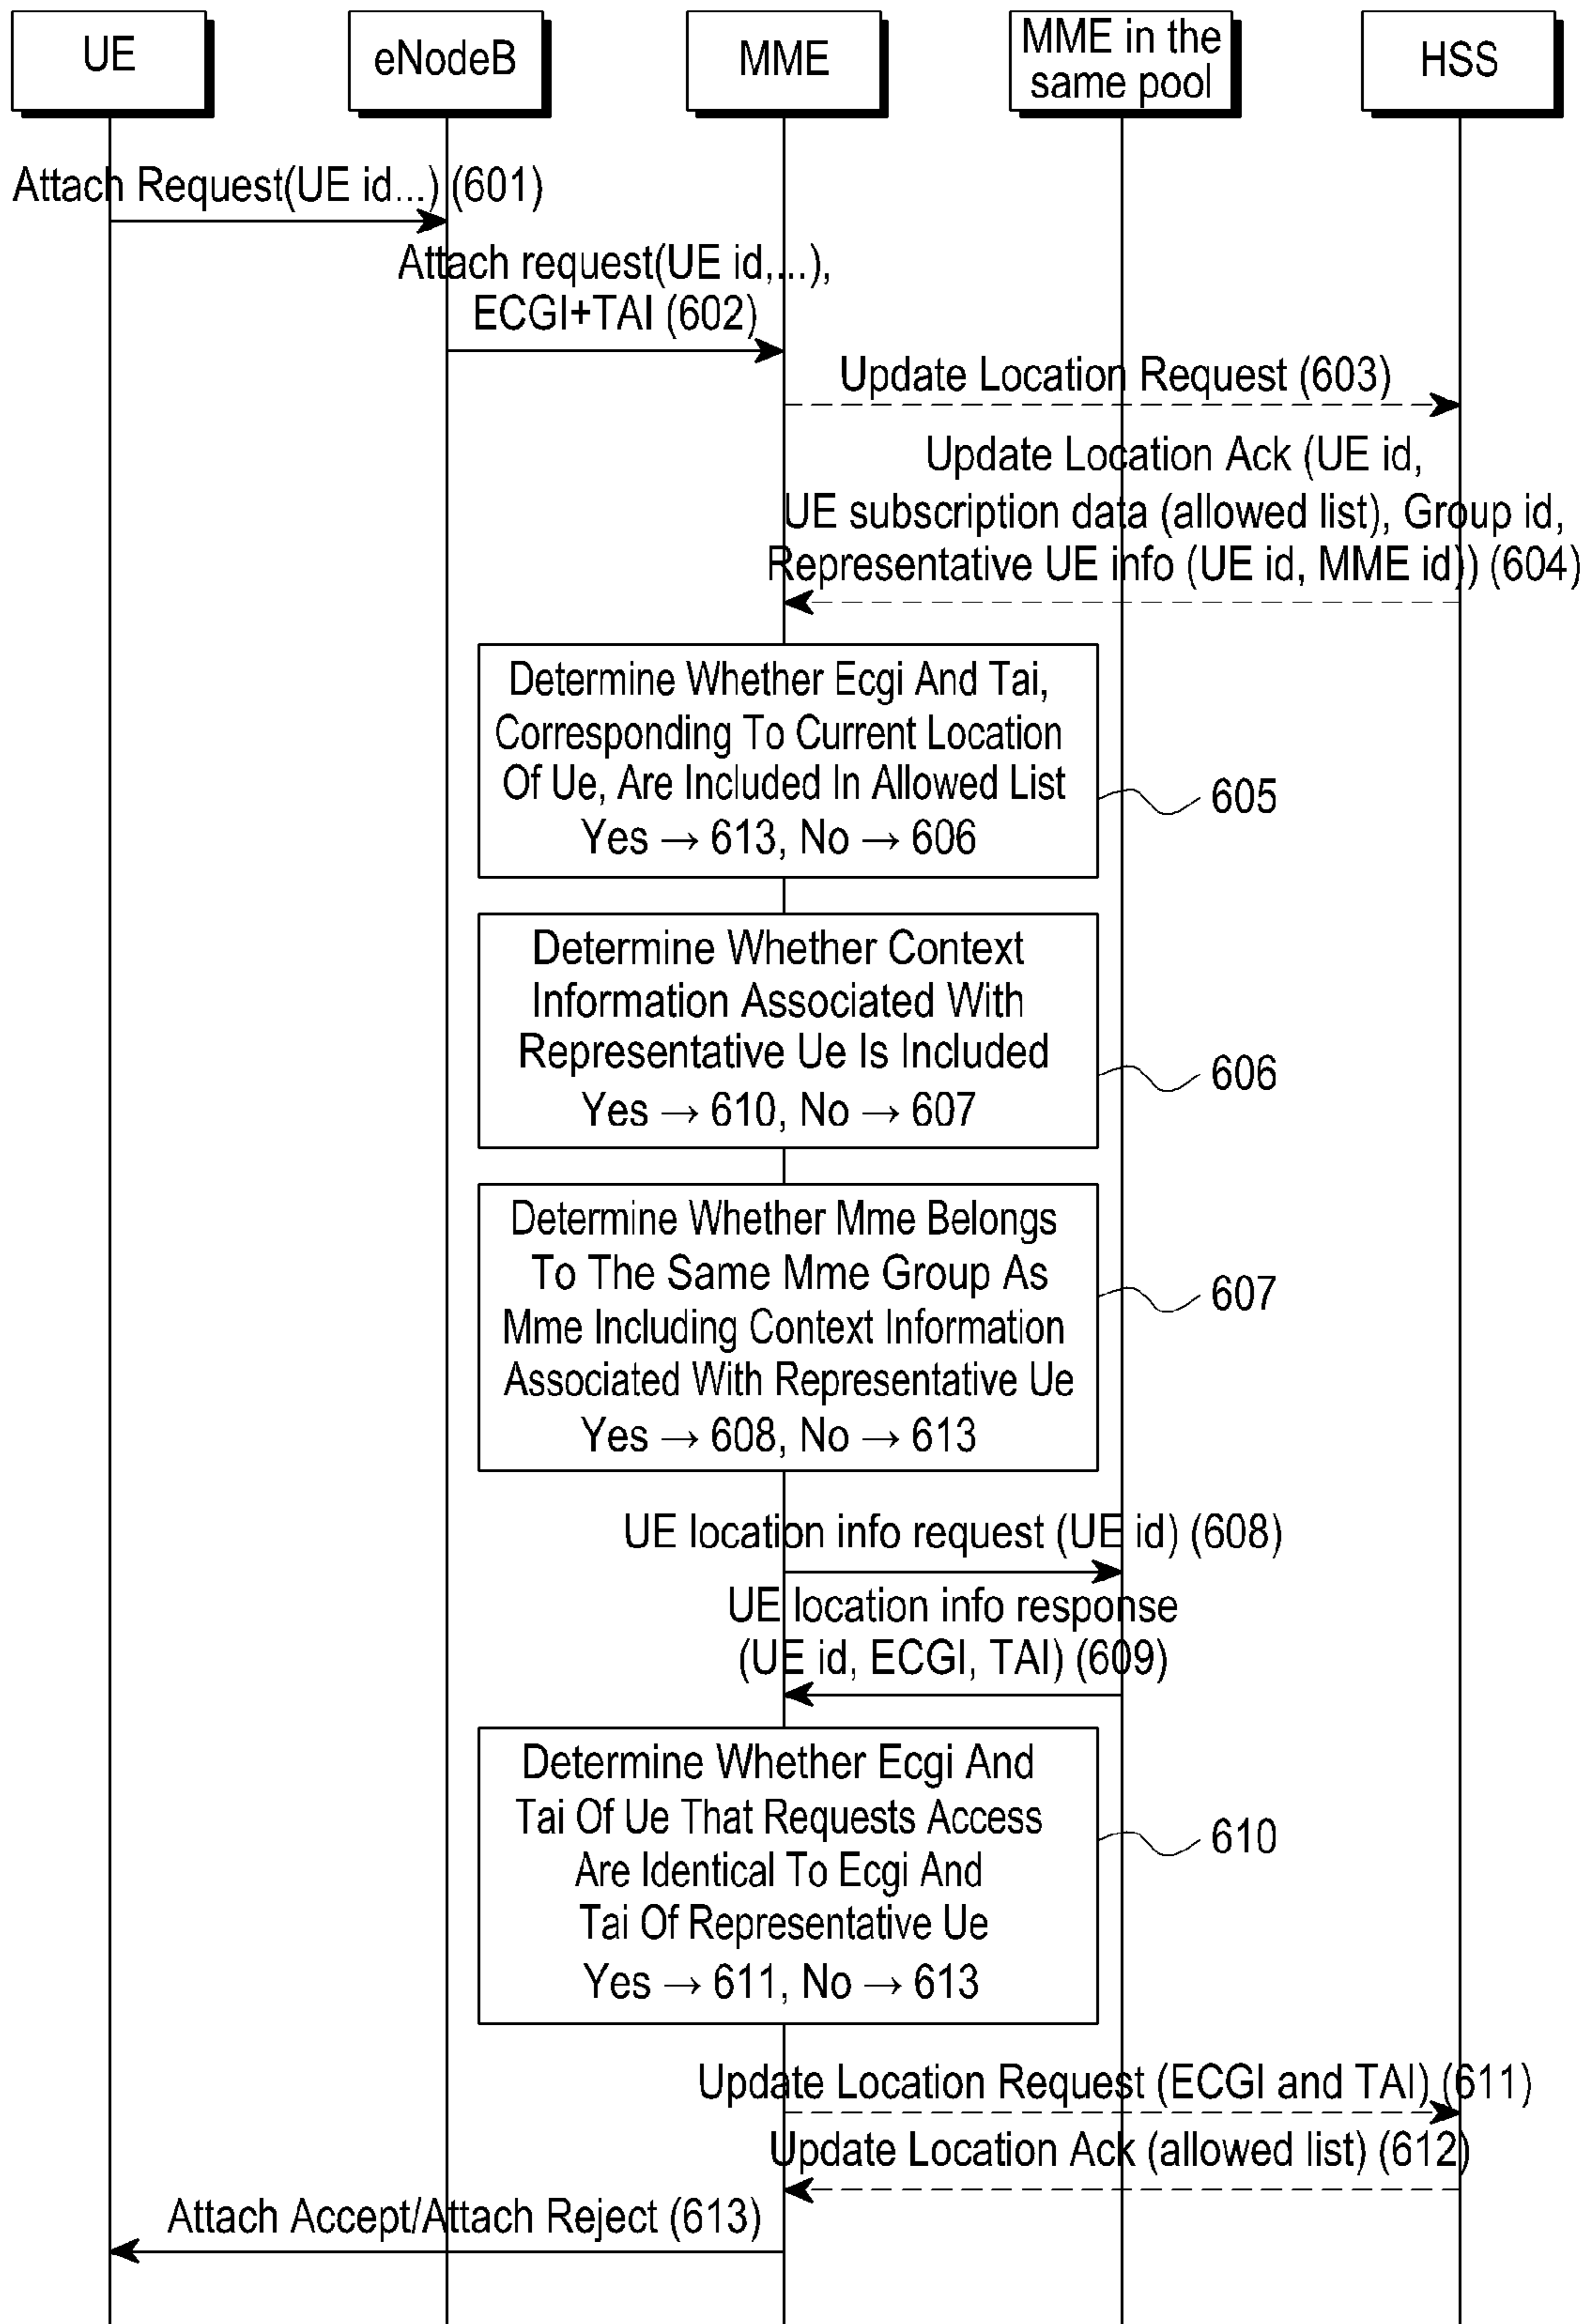 UE
eNodeB
MME
MME in the
same pool
HSS
Attach Request(UE id...) (601)
Attach request(UE id,...),
ECGI+TAI (602)
Update Location Request (603)
Update Location Ack (UE id,
UE subscription data (allowed list), Group id,
Representative UE info (UE id, MME id)) (604)
Determine Whether Ecgi And Tai,
Corresponding To Current Location
Of Ue, Are Included In Allowed List
Yes → 613, No → 606
605
Determine Whether Context
Information Associated With
Representative Ue Is Included
Yes → 610, No → 607
606
Determine Whether Mme Belongs
To The Same Mme Group As
Mme Including Context Information
Associated With Representative Ue
Yes → 608, No → 613
607
UE location info request (UE id) (608)
UE location info response
(UE id, ECGI, TAI) (609)
Determine Whether Ecgi And
Tai Of Ue That Requests Access
Are Identical To Ecgi And
Tai Of Representative Ue
Yes → 611, No → 613
610
Update Location Request (ECGI and TAI) (611)
Update Location Ack (allowed list) (612)
Attach Accept/Attach Reject (613)